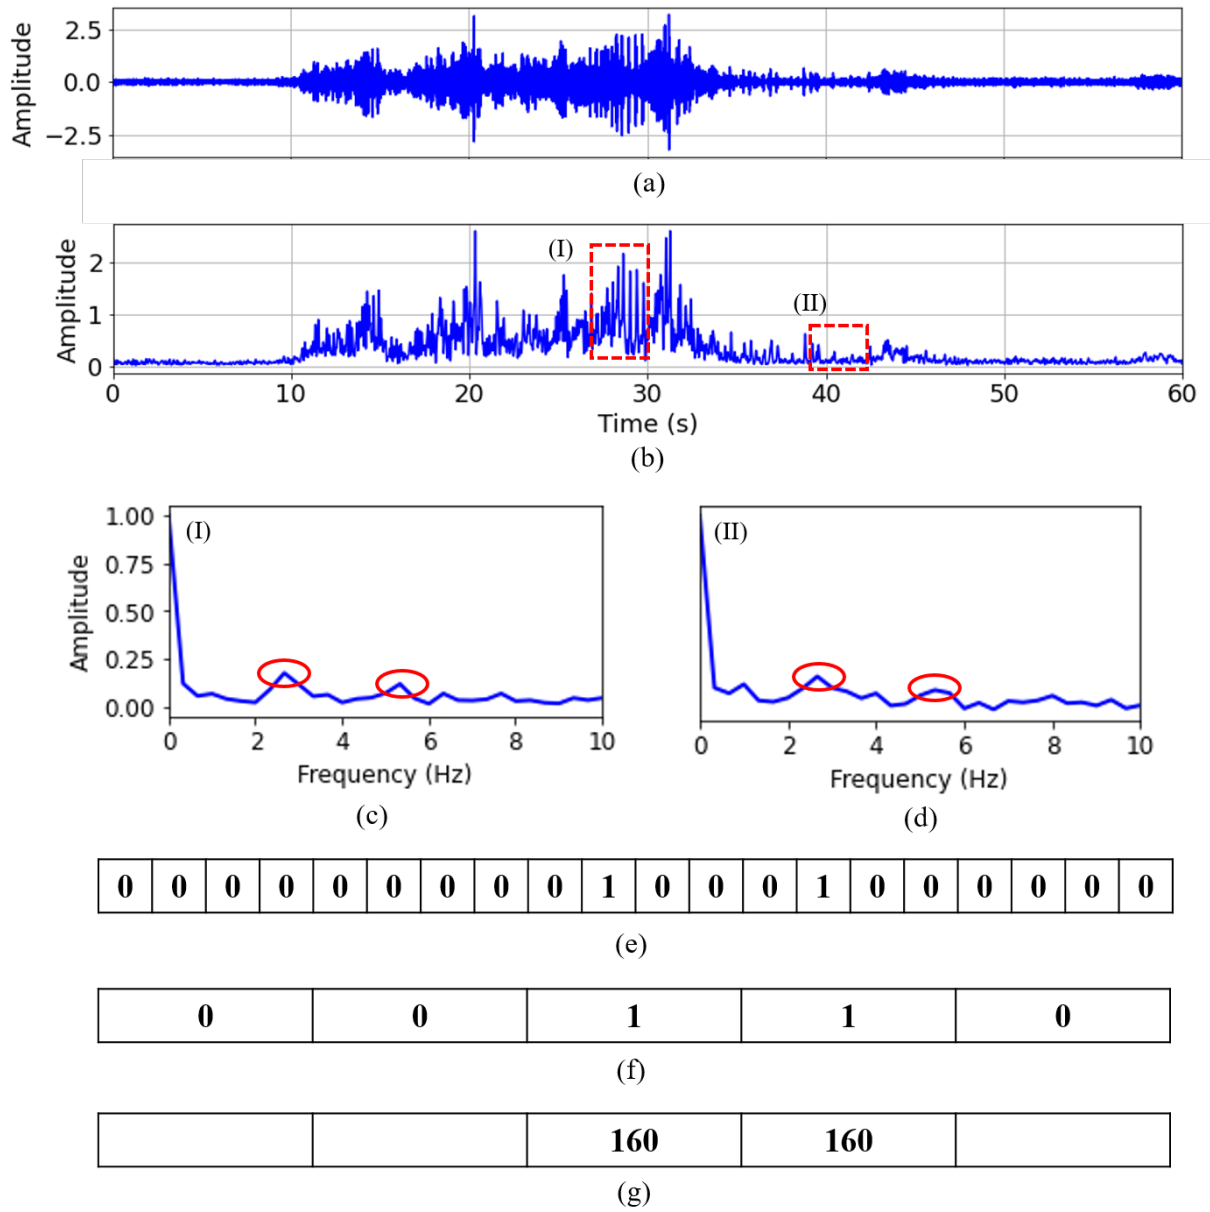 Amplitude
2.5
0.0
−2.5
(a)
Amplitude
2
1
0
(I)
(II)
0 10 20 30 40 50 60
Time (s)
(b)
Amplitude
1.00
0.75
0.50
0.25
0.00
(I)
0 2 4 6 8 10
Frequency (Hz)
(c)
(II)
0 2 4 6 8 10
Frequency (Hz)
(d)
0 0 0 0 0 0 0 0 0 1 0 0 0 1 0 0 0 0 0 0
(e)
0 0 1 1 0
(f)
160 160
(g)